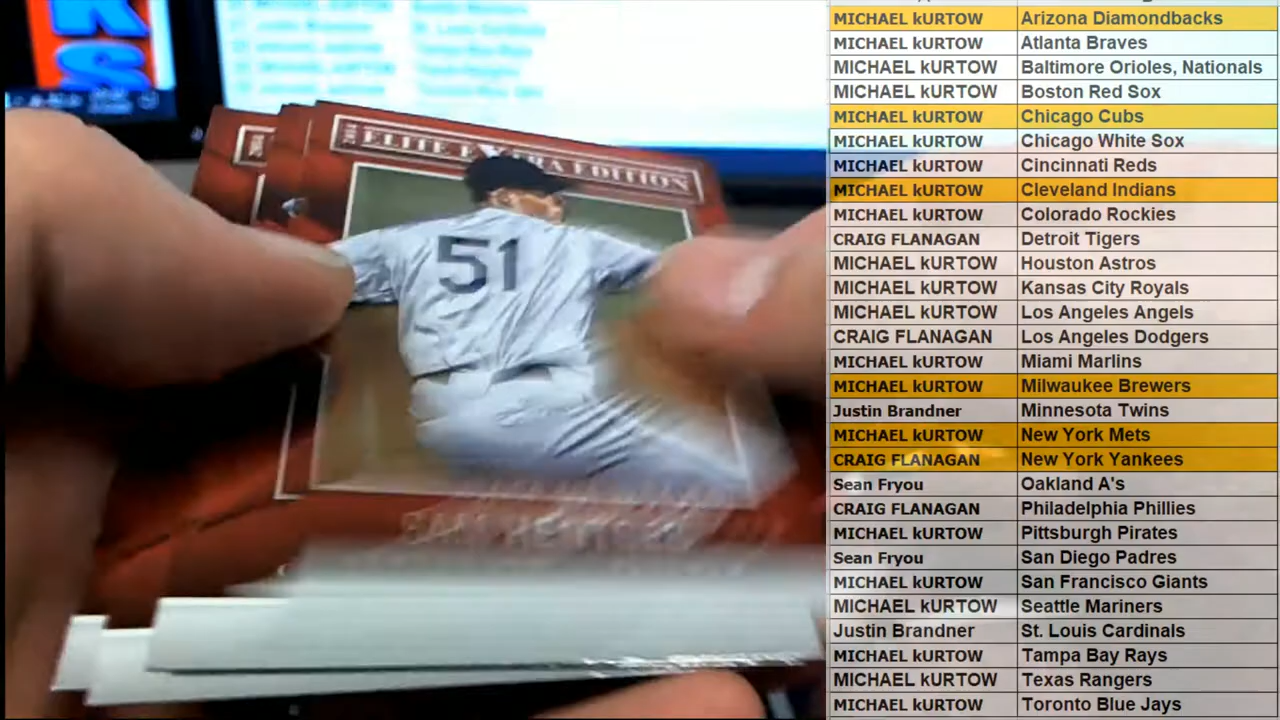 KS
ELITE EXTRA EDITION
51
MICHAEL kURTOW Arizona Diamondbacks
MICHAEL kURTOW Atlanta Braves
MICHAEL kURTOW Baltimore Orioles, Nationals
MICHAEL kURTOW Boston Red Sox
MICHAEL kURTOW Chicago Cubs
MICHAEL kURTOW Chicago White Sox
MICHAEL kURTOW Cincinnati Reds
MICHAEL kURTOW Cleveland Indians
MICHAEL kURTOW Colorado Rockies
CRAIG FLANAGAN Detroit Tigers
MICHAEL kURTOW Houston Astros
MICHAEL kURTOW Kansas City Royals
MICHAEL kURTOW Los Angeles Angels
CRAIG FLANAGAN Los Angeles Dodgers
MICHAEL kURTOW Miami Marlins
MICHAEL kURTOW Milwaukee Brewers
Justin Brandner Minnesota Twins
MICHAEL kURTOW New York Mets
CRAIG FLANAGAN New York Yankees
Sean Fryou Oakland A's
CRAIG FLANAGAN Philadelphia Phillies
MICHAEL kURTOW Pittsburgh Pirates
Sean Fryou San Diego Padres
MICHAEL kURTOW San Francisco Giants
MICHAEL kURTOW Seattle Mariners
Justin Brandner St. Louis Cardinals
MICHAEL kURTOW Tampa Bay Rays
MICHAEL kURTOW Texas Rangers
MICHAEL kURTOW Toronto Blue Jays